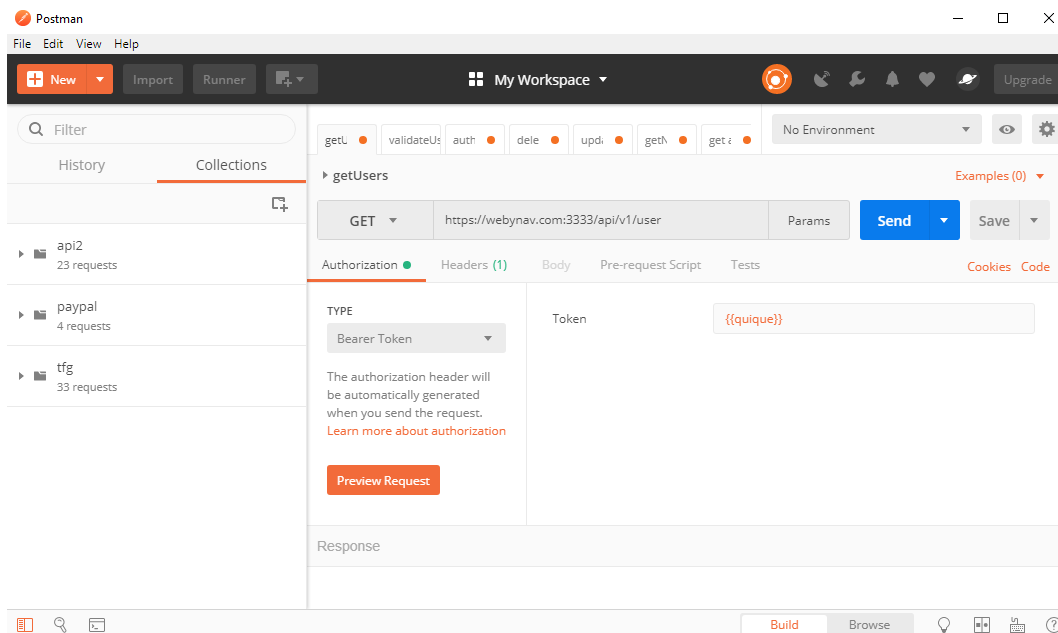 Postman
File Edit View Help
New Import Runner My Workspace Upgrade
Filter
History Collections
api2
23 requests
paypal
4 requests
tfg
33 requests
getU validateUs auth dele upda getN get a No Environment
getUsers Examples (0)
GET https://webynav.com:3333/api/v1/user Params Send Save
Authorization Headers (1) Body Pre-request Script Tests Cookies Code
TYPE
Bearer Token
The authorization header will
be automatically generated
when you send the request.
Learn more about authorization
Preview Request
Token {{quique}}
Response
Build Browse